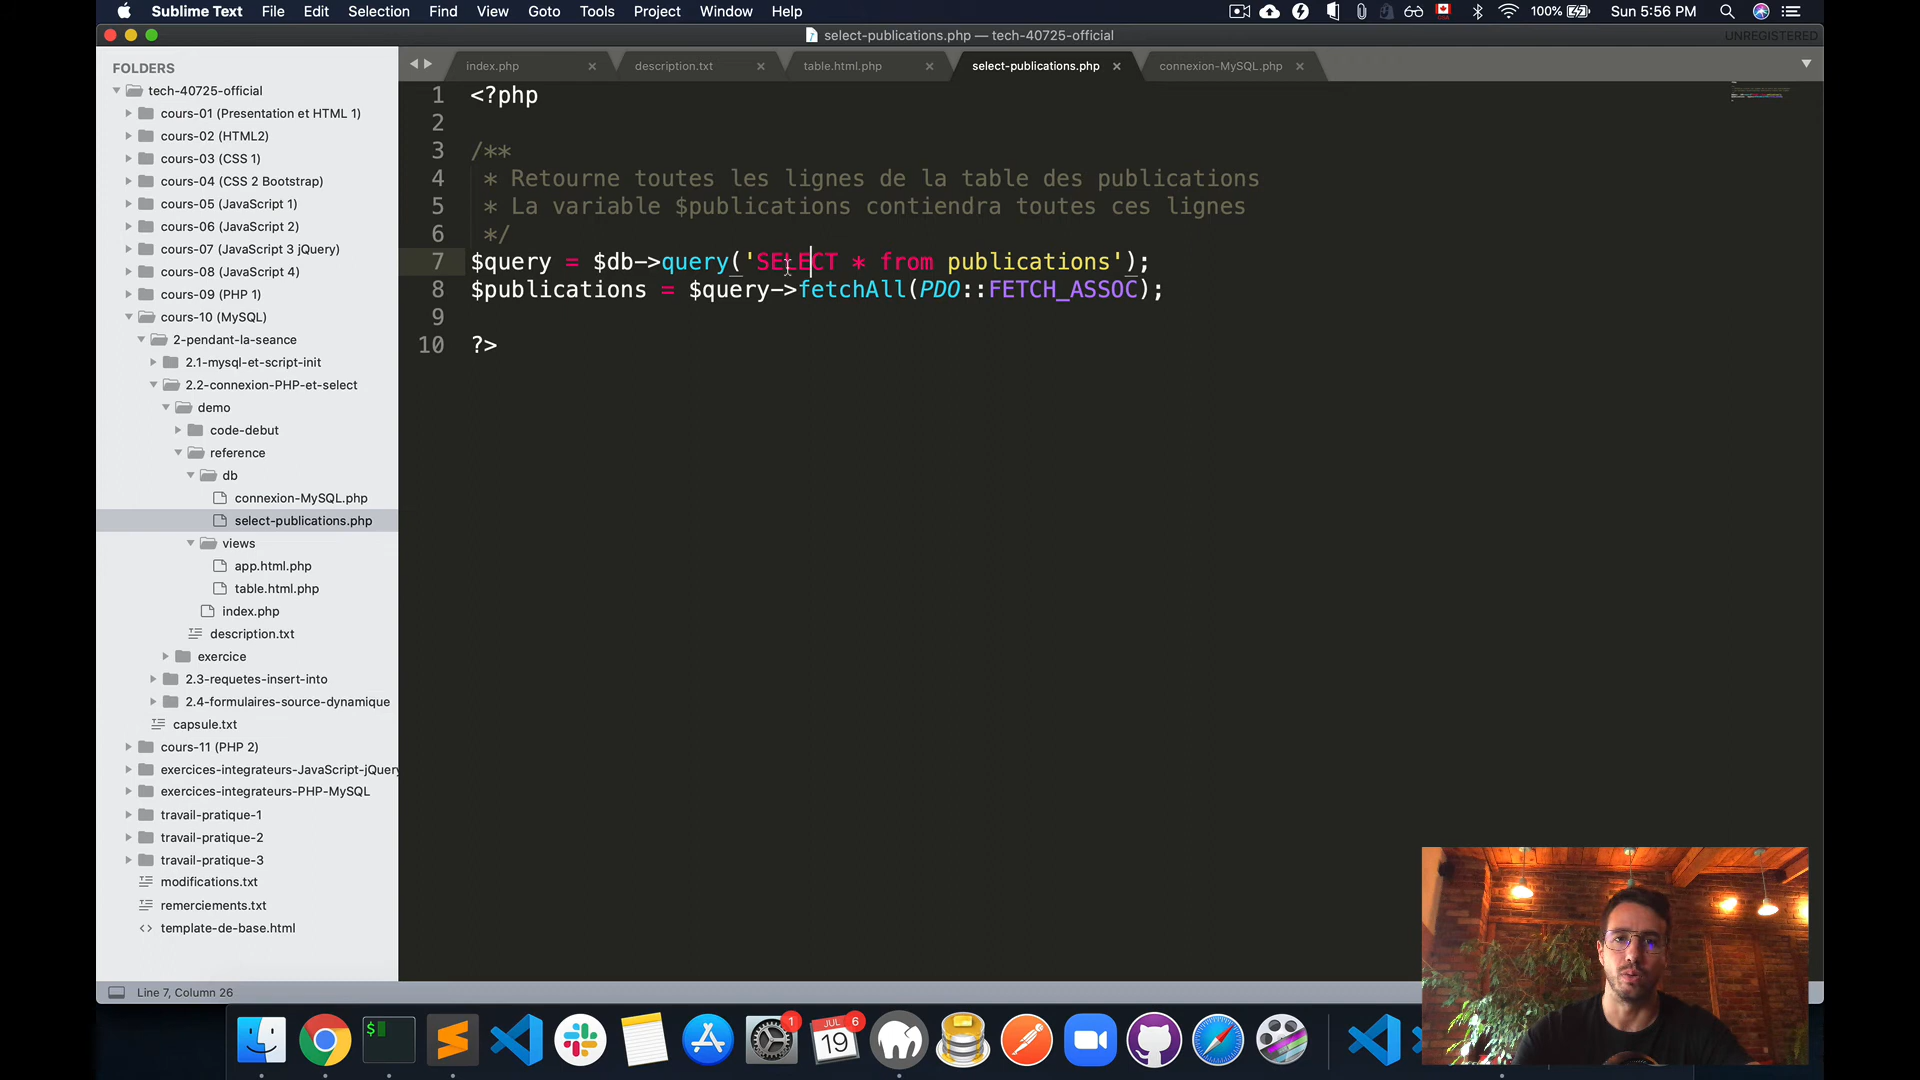 Sublime Text File Edit Selection Find View Goto Tools Project Window Help 100% Sun 5:56 PM
select-publications.php — tech-40725-official UNREGISTERED
FOLDERS
index.php description.txt table.html.php select-publications.php connexion-MySQL.php
tech-40725-official
cours-01 (Presentation et HTML 1)
cours-02 (HTML2)
cours-03 (CSS 1)
cours-04 (CSS 2 Bootstrap)
cours-05 (JavaScript 1)
cours-06 (JavaScript 2)
cours-07 (JavaScript 3 jQuery)
cours-08 (JavaScript 4)
cours-09 (PHP 1)
cours-10 (MySQL)
2-pendant-la-seance
2.1-mysql-et-script-init
2.2-connexion-PHP-et-select
demo
code-debut
reference
db
connexion-MySQL.php
select-publications.php
views
app.html.php
table.html.php
index.php
description.txt
exercice
2.3-requetes-insert-into
2.4-formulaires-source-dynamique
capsule.txt
cours-11 (PHP 2)
exercices-integrateurs-JavaScript-jQuery
exercices-integrateurs-PHP-MySQL
travail-pratique-1
travail-pratique-2
travail-pratique-3
modifications.txt
remerciements.txt
template-de-base.html
1 <?php
2
3 /**
4 * Retourne toutes les lignes de la table des publications
5 * La variable $publications contiendra toutes ces lignes
6 */
7 $query = $db->query('SELECT * from publications');
8 $publications = $query->fetchAll(PDO::FETCH_ASSOC);
9
10 ?>
Line 7, Column 26
$ 1 JUL 6
19